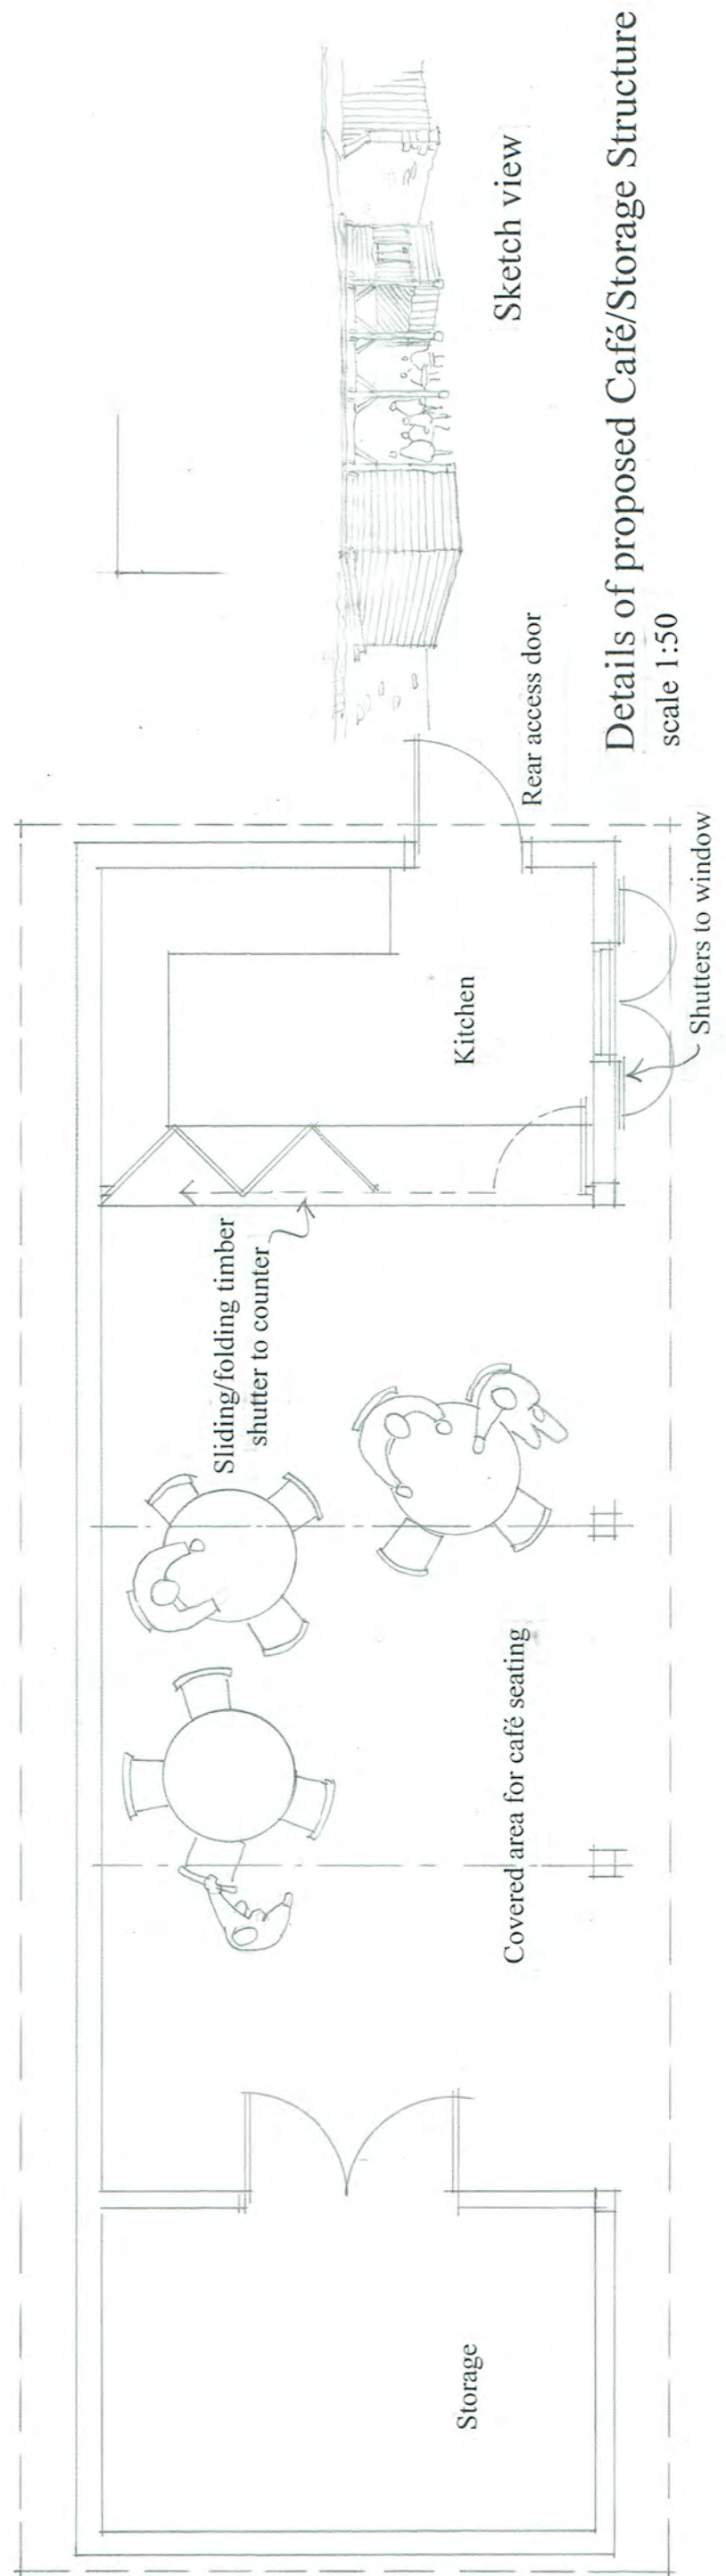 Storage
Covered area for café seating
Sliding/folding timber
shutter to counter
Kitchen
Shutters to window
Rear access door
Sketch view
Details of proposed Café/Storage Structure
scale 1:50